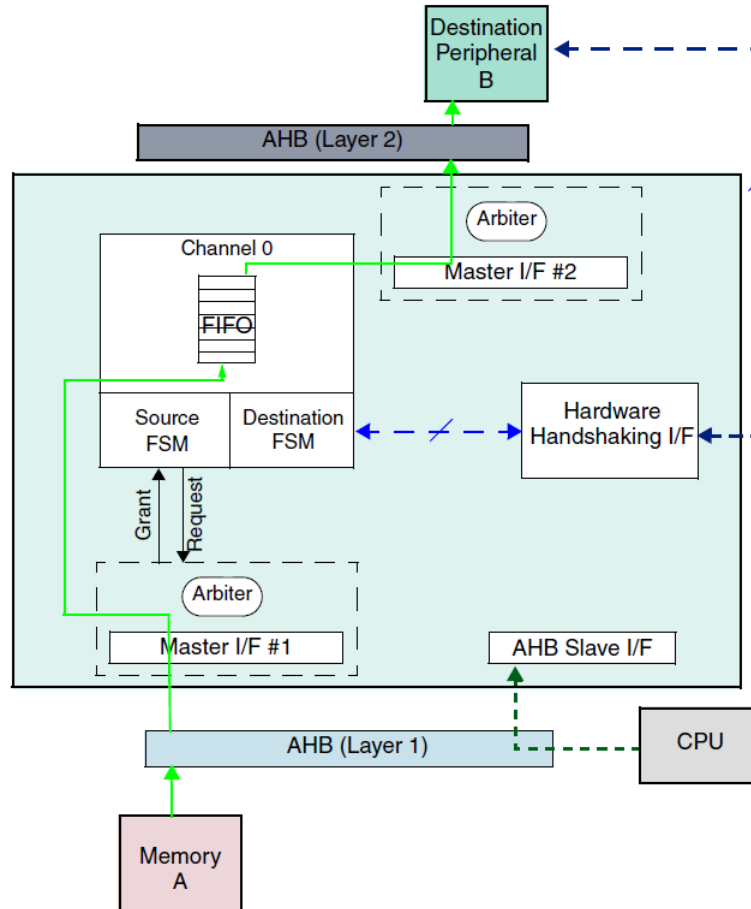 Destination
Peripheral
B
AHB (Layer 2)
Arbiter
Master I/F #2
Channel 0
FIFO
Source
FSM
Destination
FSM
Hardware
Handshaking I/F
Grant
Request
Arbiter
Master I/F #1
AHB Slave I/F
AHB (Layer 1)
CPU
Memory
A